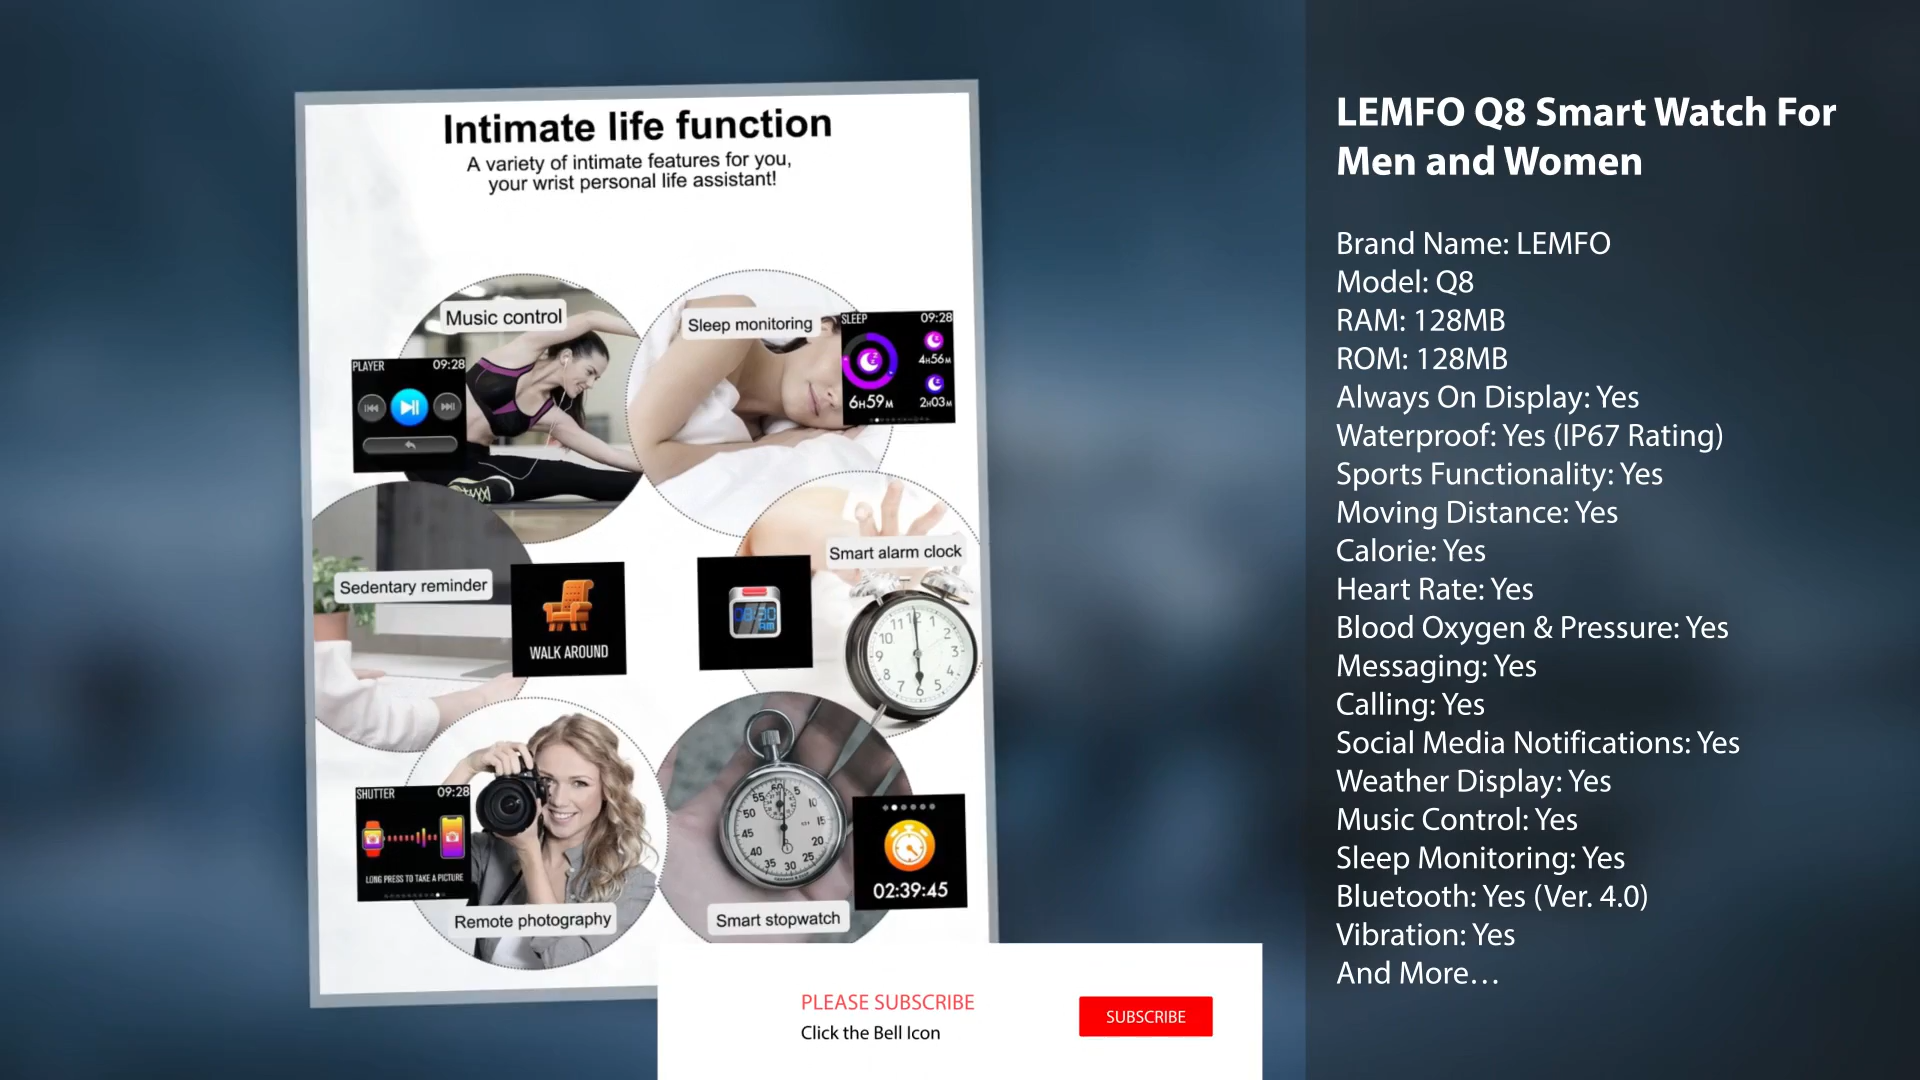 Intimate life function
A variety of intimate features for you,
your wrist personal life assistant!
Music control
PLAYER 09:28
Sleep monitoring
SLEEP 09:28
4H56M
6H59M 2H03M
Sedentary reminder
WALK AROUND
Smart alarm clock
08:30
AM
SHUTTER 09:28
LONG PRESS TO TAKE A PICTURE
Remote photography
02:39:45
Smart stopwatch
PLEASE SUBSCRIBE
Click the Bell Icon
SUBSCRIBE
LEMFO Q8 Smart Watch For
Men and Women
Brand Name: LEMFO
Model: Q8
RAM: 128MB
ROM: 128MB
Always On Display: Yes
Waterproof: Yes (IP67 Rating)
Sports Functionality: Yes
Moving Distance: Yes
Calorie: Yes
Heart Rate: Yes
Blood Oxygen & Pressure: Yes
Messaging: Yes
Calling: Yes
Social Media Notifications: Yes
Weather Display: Yes
Music Control: Yes
Sleep Monitoring: Yes
Bluetooth: Yes (Ver. 4.0)
Vibration: Yes
And More…